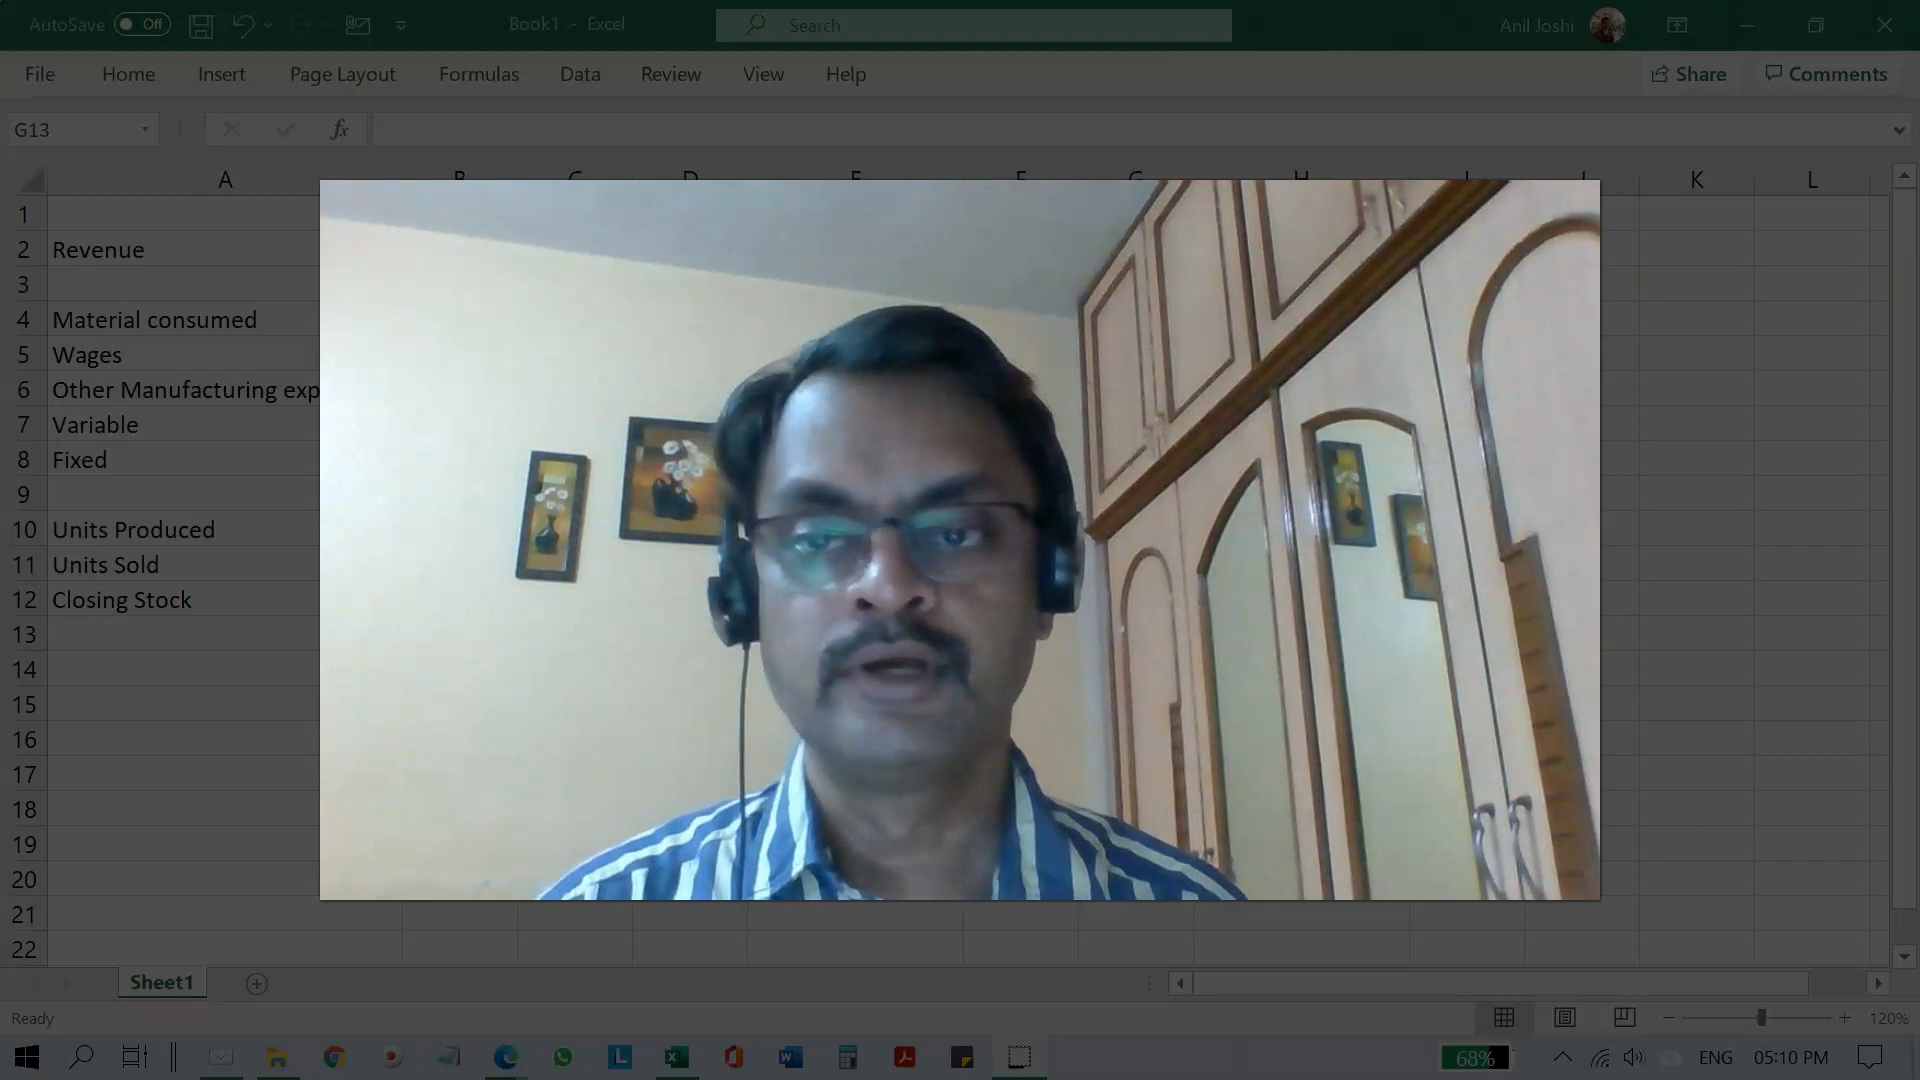 AutoSave Off Book1 - Excel Search Anil Joshi
File Home Insert Page Layout Formulas Data Review View Help Share Comments
G13 fx
A K L
1
2 Revenue
3
4 Material consumed
5 Wages
6 Other Manufacturing exp
7 Variable
8 Fixed
9
10 Units Produced
11 Units Sold
12 Closing Stock
13
14
15
16
17
18
19
20
21
22
Sheet1
Ready 120%
68% ENG 05:10 PM